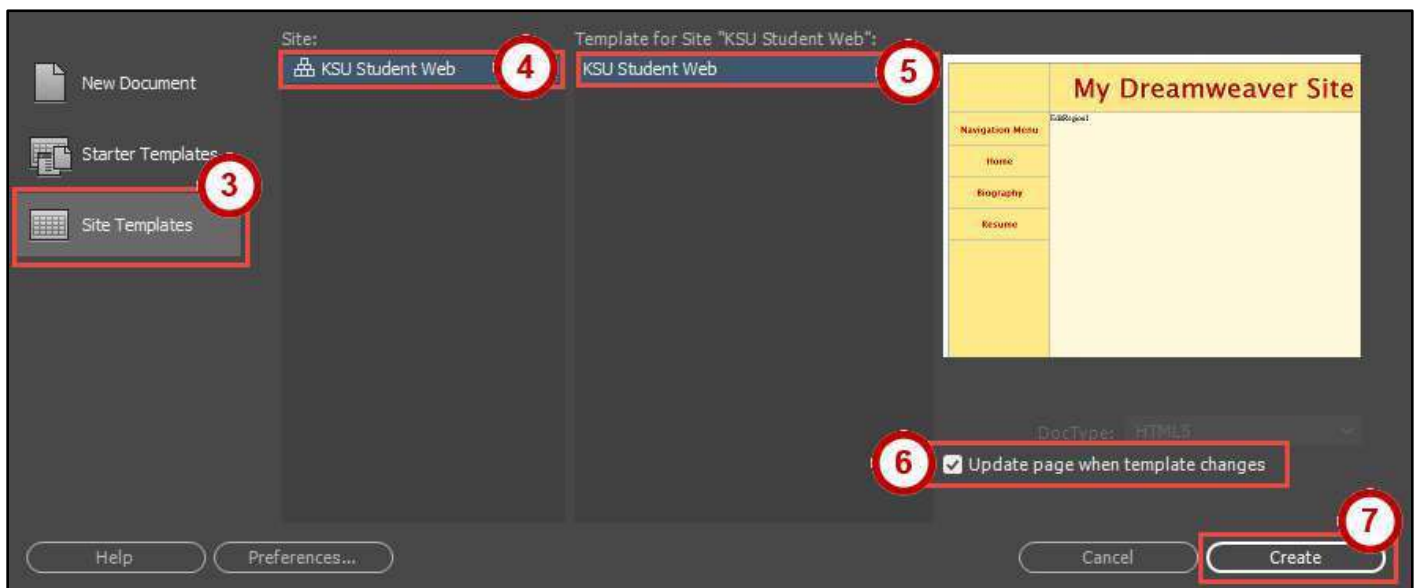 Site:
Template for Site "KSU Student Web":
New Document
Starter Templates
3
Site Templates
KSU Student Web
4
KSU Student Web
5
My Dreamweaver Site
Navigation Menu
EditRegion1
Home
Biography
Resume
DocType: HTML5
6
Update page when template changes
7
Help
Preferences...
Cancel
Create